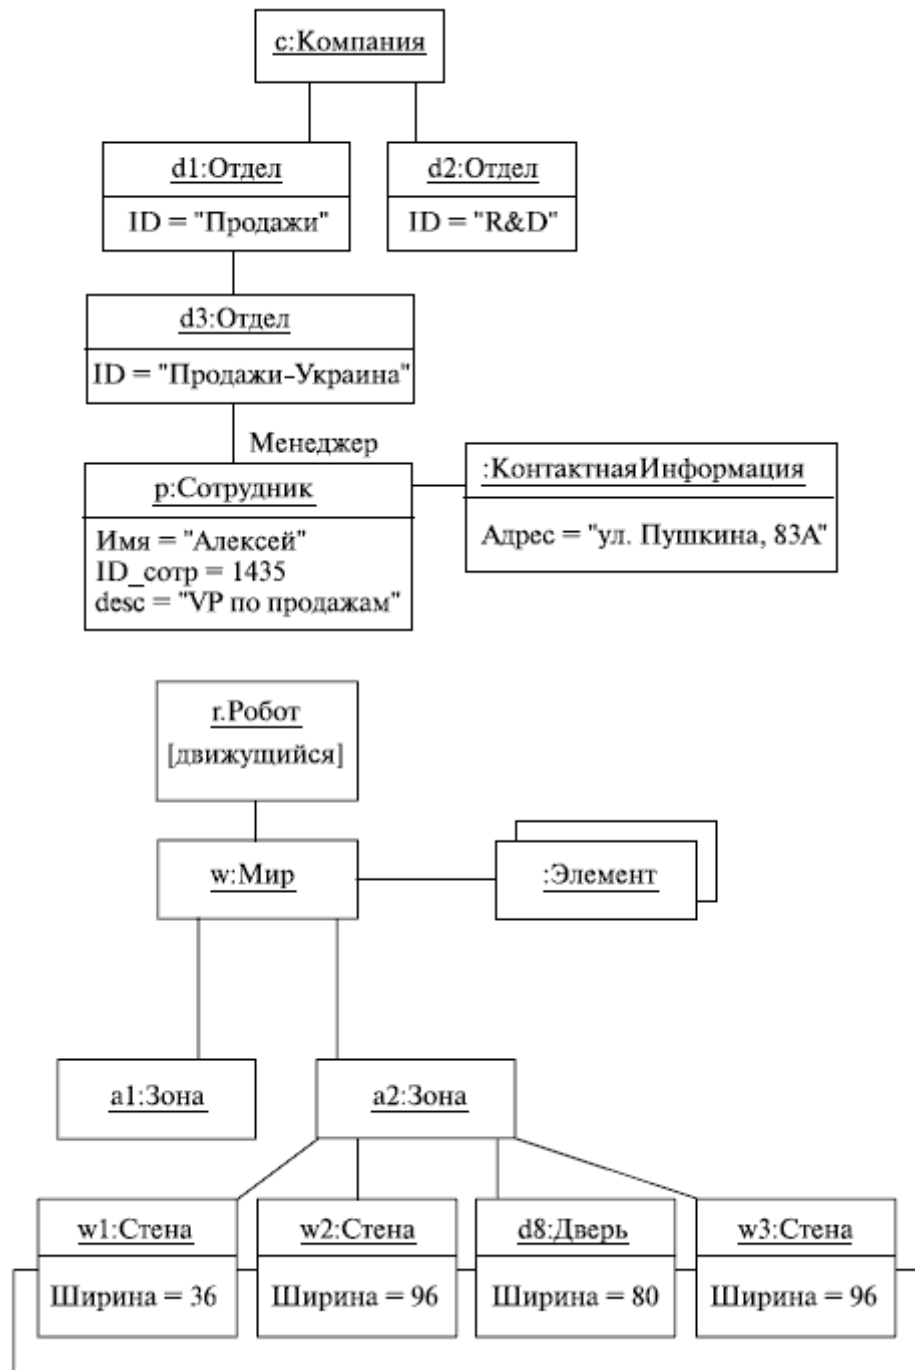 c:Компания
d1:Отдел
ID = "Продажи"
d2:Отдел
ID = "R&D"
d3:Отдел
ID = "Продажи-Украина"
Менеджер
p:Сотрудник
Имя = "Алексей"
ID_сотр = 1435
desc = "VP по продажам"
:КонтактнаяИнформация
Адрес = "ул. Пушкина, 83А"
r.Робот
[движущийся]
w:Мир
:Элемент
a1:Зона
a2:Зона
w1:Стена
Ширина = 36
w2:Стена
Ширина = 96
d8:Дверь
Ширина = 80
w3:Стена
Ширина = 96